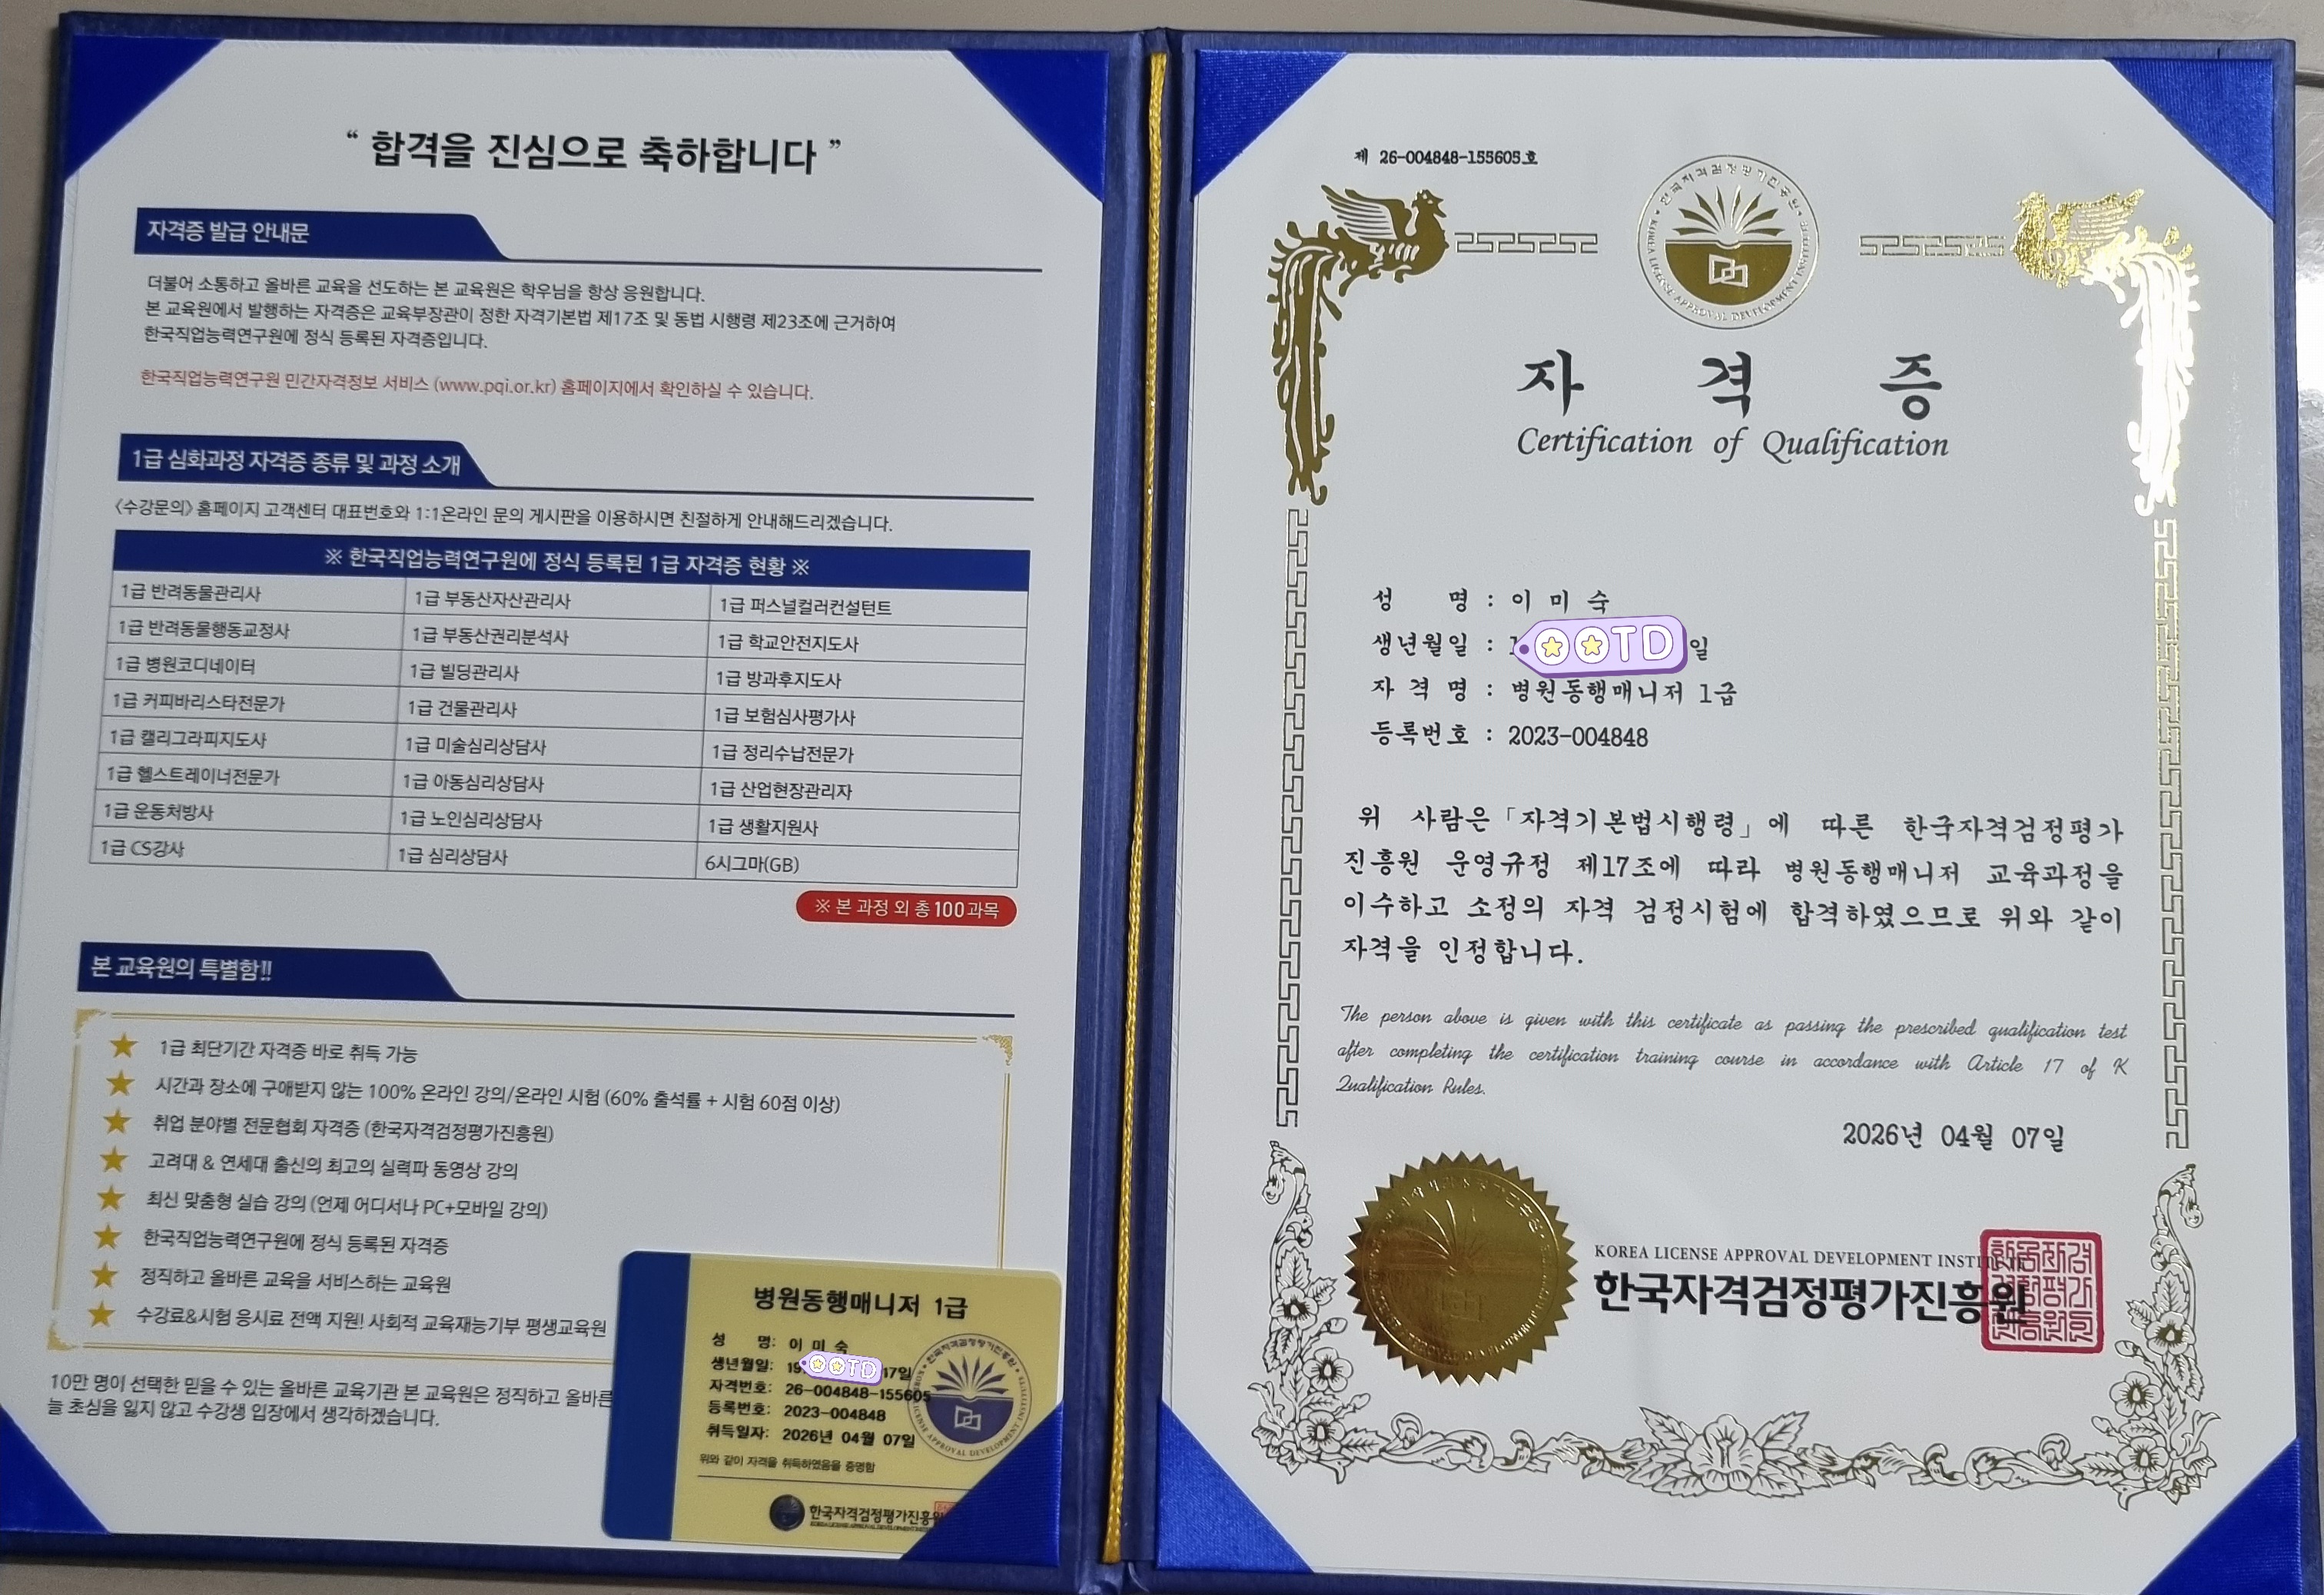 “ 합격을 진심으로 축하합니다 ”
자격증 발급 안내문
더불어 소통하고 올바른 교육을 선도하는 본 교육원은 학우님을 항상 응원합니다.
본 교육원에서 발행하는 자격증은 교육부장관이 정한 자격기본법 제17조 및 동법 시행령 제23조에 근거하여
한국직업능력연구원에 정식 등록된 자격증입니다.
한국직업능력연구원 민간자격정보 서비스 (www.pqi.or.kr) 홈페이지에서 확인하실 수 있습니다.
1급 심화과정 자격증 종류 및 과정 소개
〈수강문의〉 홈페이지 고객센터 대표번호와 1:1온라인 문의 게시판을 이용하시면 친절하게 안내해드리겠습니다.
※ 한국직업능력연구원에 정식 등록된 1급 자격증 현황 ※
1급 반려동물관리사 1급 부동산자산관리사 1급 퍼스널컬러컨설턴트
1급 반려동물행동교정사 1급 부동산권리분석사 1급 학교안전지도사
1급 병원코디네이터 1급 빌딩관리사 1급 방과후지도사
1급 커피바리스타전문가 1급 건물관리사 1급 보험심사평가사
1급 캘리그라피지도사 1급 미술심리상담사 1급 정리수납전문가
1급 헬스트레이너전문가 1급 아동심리상담사 1급 산업현장관리자
1급 운동처방사 1급 노인심리상담사 1급 생활지원사
1급 CS강사 1급 심리상담사 6시그마(GB)
※ 본 과정 외 총 100과목
본 교육원의 특별함!!
1급 최단기간 자격증 바로 취득 가능
시간과 장소에 구애받지 않는 100% 온라인 강의/온라인 시험 (60% 출석률 + 시험 60점 이상)
취업 분야별 전문협회 자격증 (한국자격검정평가진흥원)
고려대 & 연세대 출신의 최고의 실력파 동영상 강의
최신 맞춤형 실습 강의 (언제 어디서나 PC+모바일 강의)
한국직업능력연구원에 정식 등록된 자격증
정직하고 올바른 교육을 서비스하는 교육원
수강료&시험 응시료 전액 지원! 사회적 교육재능기부 평생교육원
10만 명이 선택한 믿을 수 있는 올바른 교육기관 본 교육원은 정직하고 올바른
늘 초심을 잃지 않고 수강생 입장에서 생각하겠습니다.
병원동행매니저 1급
성 명: 이 미 숙
생년월일: 19 OOTD 17일
자격번호: 26-004848-155605
등록번호: 2023-004848
취득일자: 2026년 04월 07일
위와 같이 자격을 취득하였음을 증명함
한국자격검정평가진흥원
제 26-004848-155605호
한국자격검정평가진흥원
KOREA LICENSE APPROVAL DEVELOPMENT INSTITUTE
자 격 증
Certification of Qualification
성 명 : 이 미 숙
생년월일 : 1 OOTD 일
자 격 명 : 병원동행매니저 1급
등록번호 : 2023-004848
위 사람은 「자격기본법시행령」에 따른 한국자격검정평가
진흥원 운영규정 제17조에 따라 병원동행매니저 교육과정을
이수하고 소정의 자격 검정시험에 합격하였으므로 위와 같이
자격을 인정합니다.
The person above is given with this certificate as passing the prescribed qualification test
after completing the certification training course in accordance with Article 17 of K
Qualification Rules.
2026년 04월 07일
KOREA LICENSE APPROVAL DEVELOPMENT INSTITUTE
한국자격검정평가진흥원